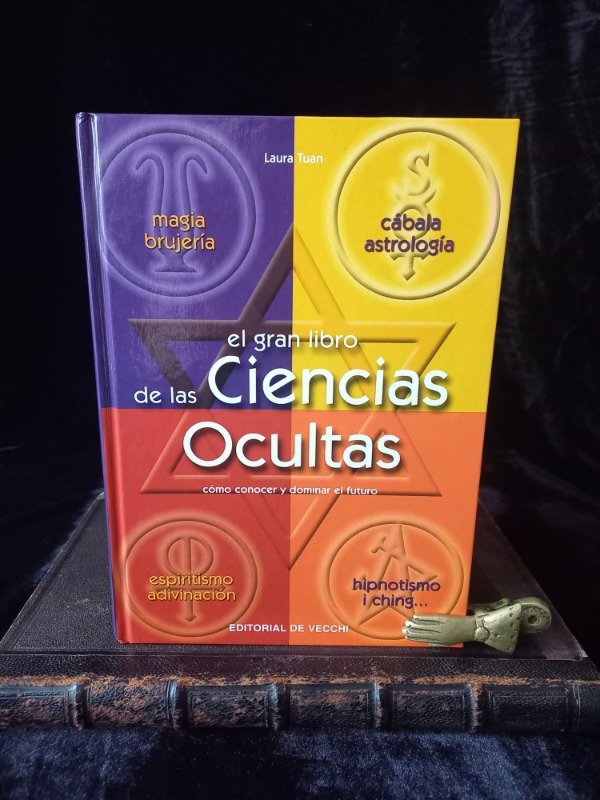 Laura Tuan
magia
brujería
cábala
astrología
el gran libro
de las Ciencias
Ocultas
cómo conocer y dominar el futuro
espiritismo
adivinación
hipnotismo
i ching...
EDITORIAL DE VECCHI